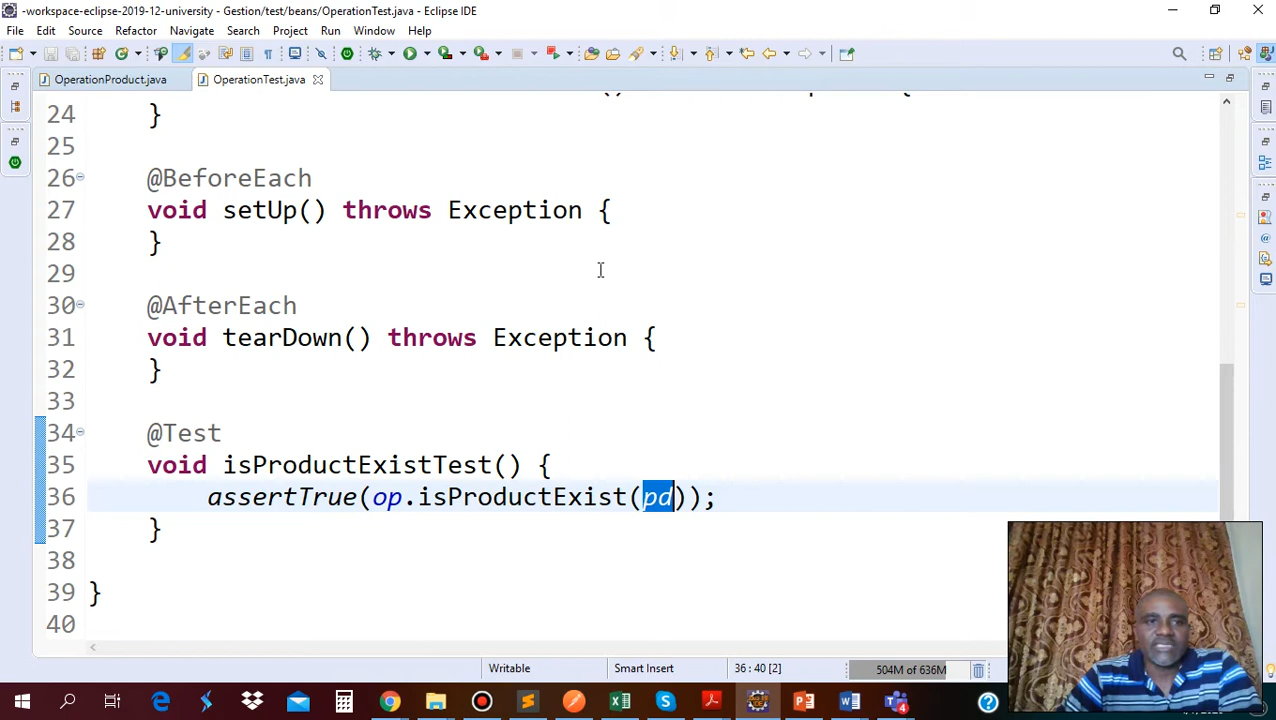 -workspace-eclipse-2019-12-university - Gestion/test/beans/OperationTest.java - Eclipse IDE
File Edit Source Refactor Navigate Search Project Run Window Help
OperationProduct.java OperationTest.java
24 }
25
26 @BeforeEach
27 void setUp() throws Exception {
28 }
29
30 @AfterEach
31 void tearDown() throws Exception {
32 }
33
34 @Test
35 void isProductExistTest() {
36 assertTrue(op.isProductExist(pd));
37 }
38
39 }
40
Writable Smart Insert 36 : 40 [2] 504M of 636M